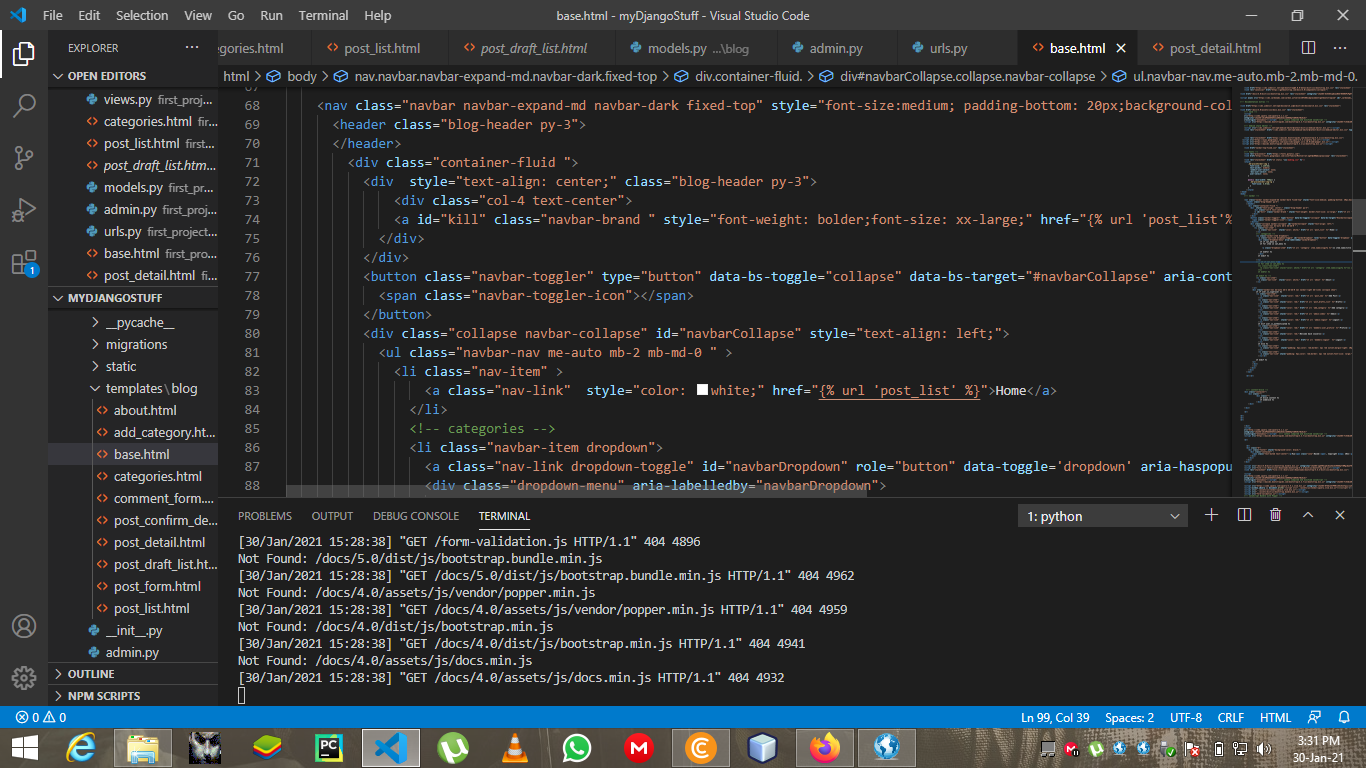 File Edit Selection View Go Run Terminal Help
base.html - myDjangoStuff - Visual Studio Code
EXPLORER ...
egories.html post_list.html post_draft_list.html models.py ...\blog admin.py urls.py base.html post_detail.html
OPEN EDITORS
views.py first_proj...
categories.html fir...
post_list.html first...
post_draft_list.htm...
models.py first_pr...
admin.py first_pro...
urls.py first_project...
base.html first_pro...
post_detail.html fi...
MYDJANGOSTUFF
__pycache__
migrations
static
templates\blog
about.html
add_category.ht...
base.html
categories.html
comment_form....
post_confirm_de...
post_detail.html
post_draft_list.ht...
post_form.html
post_list.html
__init__.py
admin.py
OUTLINE
NPM SCRIPTS
html > body > nav.navbar.navbar-expand-md.navbar-dark.fixed-top > div.container-fluid. > div#navbarCollapse.collapse.navbar-collapse > ul.navbar-nav.me-auto.mb-2.mb-md-0.
67
68 <nav class="navbar navbar-expand-md navbar-dark fixed-top" style="font-size:medium; padding-bottom: 20px;background-col
69 <header class="blog-header py-3">
70 </header>
71 <div class="container-fluid ">
72 <div  style="text-align: center;" class="blog-header py-3">
73 <div class="col-4 text-center">
74 <a id="kill" class="navbar-brand " style="font-weight: bolder;font-size: xx-large;" href="{% url 'post_list'%
75 </div>
76 </div>
77 <button class="navbar-toggler" type="button" data-bs-toggle="collapse" data-bs-target="#navbarCollapse" aria-cont
78 <span class="navbar-toggler-icon"></span>
79 </button>
80 <div class="collapse navbar-collapse" id="navbarCollapse" style="text-align: left;">
81 <ul class="navbar-nav me-auto mb-2 mb-md-0 " >
82 <li class="nav-item" >
83 <a class="nav-link"  style="color: white;" href="{% url 'post_list' %}">Home</a>
84 </li>
85 <!-- categories -->
86 <li class="navbar-item dropdown">
87 <a class="nav-link dropdown-toggle" id="navbarDropdown" role="button" data-toggle='dropdown' aria-haspopu
88 <div class="dropdown-menu" aria-labelledby="navbarDropdown">
PROBLEMS OUTPUT DEBUG CONSOLE TERMINAL 1: python
[30/Jan/2021 15:28:38] "GET /form-validation.js HTTP/1.1" 404 4896
Not Found: /docs/5.0/dist/js/bootstrap.bundle.min.js
[30/Jan/2021 15:28:38] "GET /docs/5.0/dist/js/bootstrap.bundle.min.js HTTP/1.1" 404 4962
Not Found: /docs/4.0/assets/js/vendor/popper.min.js
[30/Jan/2021 15:28:38] "GET /docs/4.0/assets/js/vendor/popper.min.js HTTP/1.1" 404 4959
Not Found: /docs/4.0/dist/js/bootstrap.min.js
[30/Jan/2021 15:28:38] "GET /docs/4.0/dist/js/bootstrap.min.js HTTP/1.1" 404 4941
Not Found: /docs/4.0/assets/js/docs.min.js
[30/Jan/2021 15:28:38] "GET /docs/4.0/assets/js/docs.min.js HTTP/1.1" 404 4932
0 0 Ln 99, Col 39 Spaces: 2 UTF-8 CRLF HTML
3:31 PM
30-Jan-21